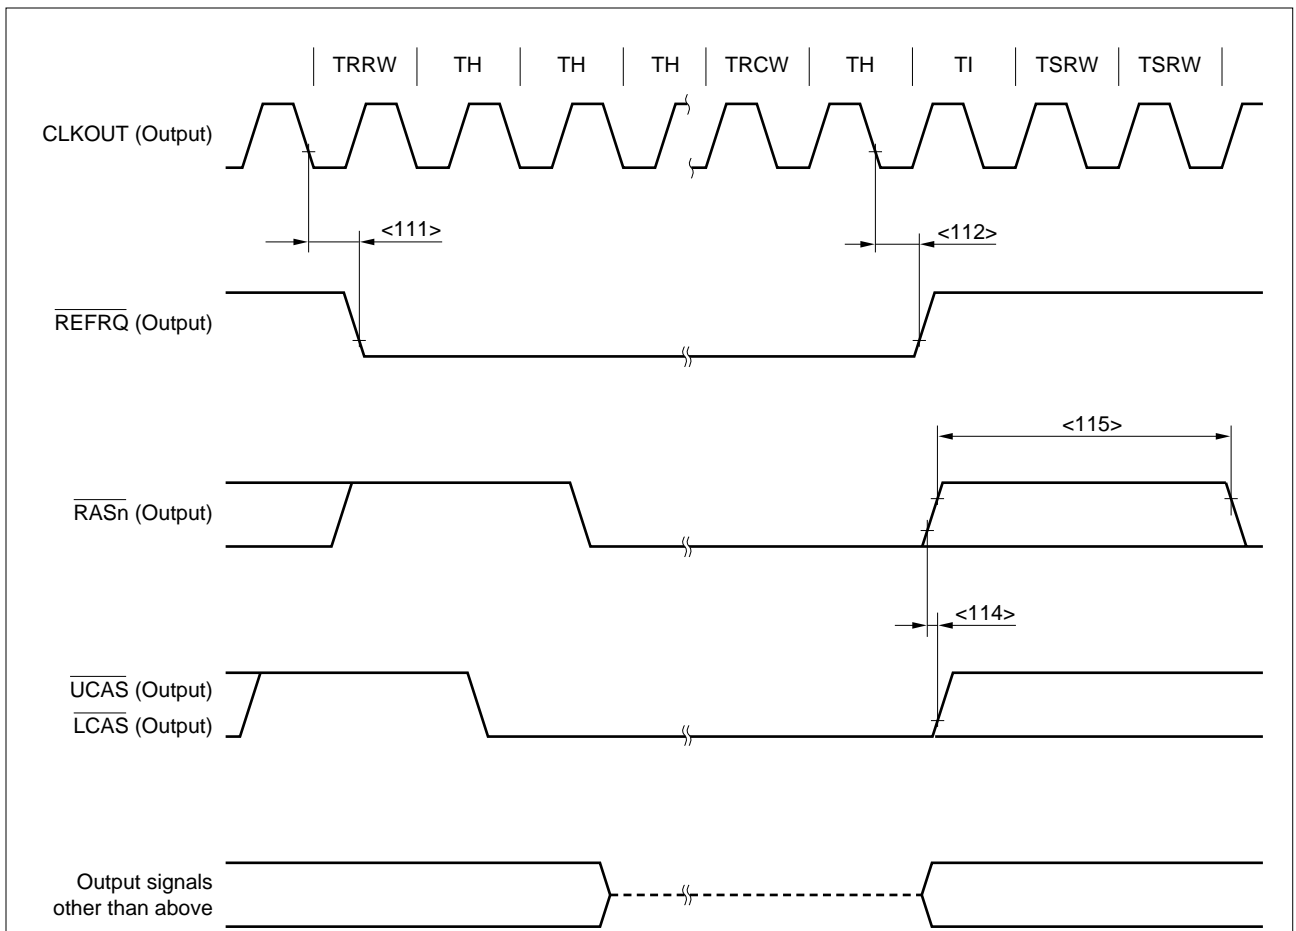 TRRW TH TH TH TRCW TH TI TSRW TSRW
CLKOUT (Output)
<111> <112>
REFRQ (Output)
<115>
RASn (Output)
<114>
UCAS (Output)
LCAS (Output)
Output signals
other than above